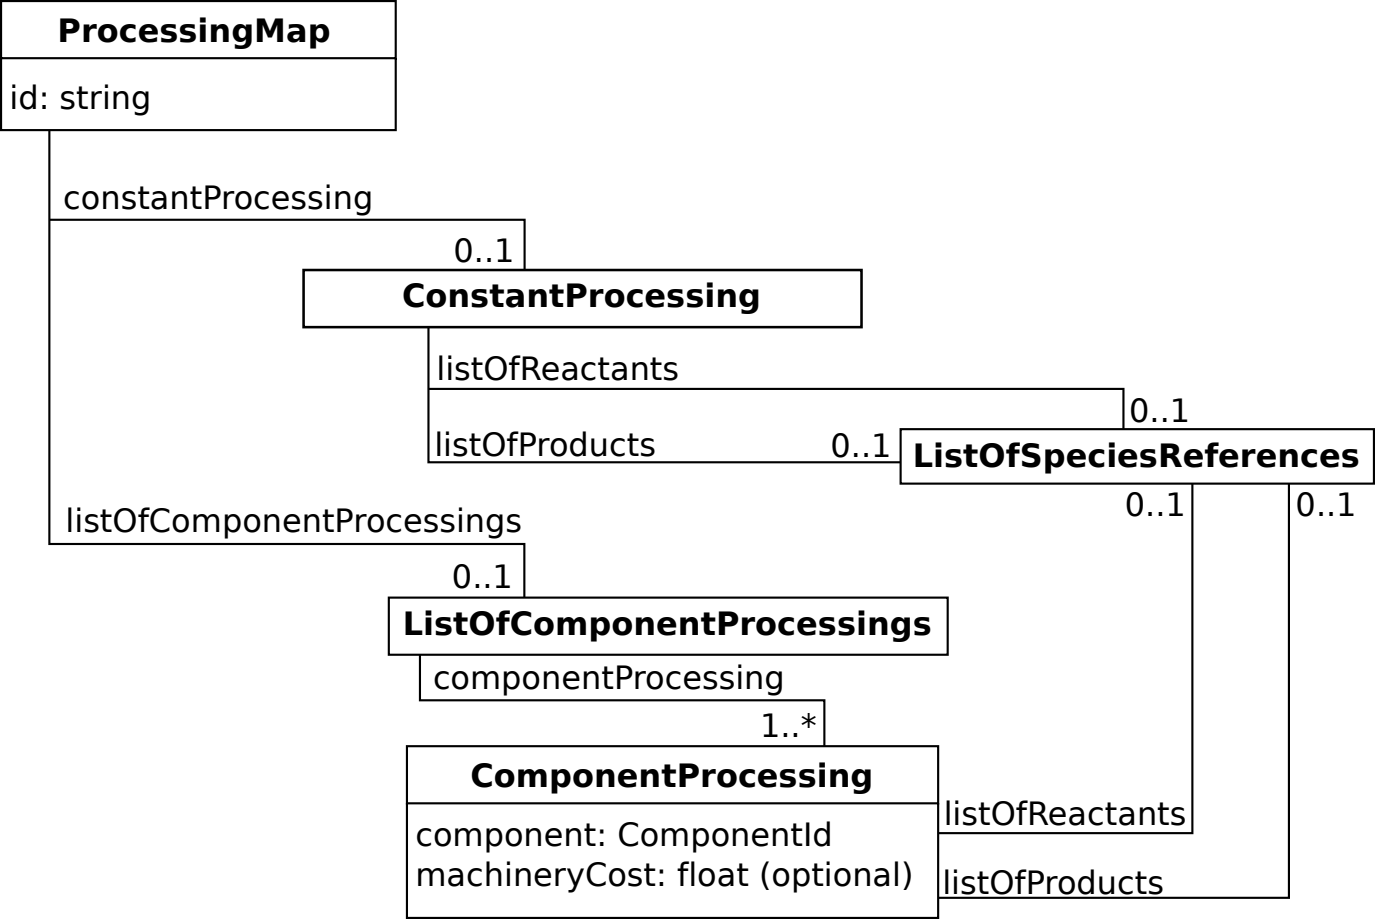 ProcessingMap
id: string
constantProcessing
0..1
ConstantProcessing
listOfReactants
0..1
listOfProducts
0..1
ListOfSpeciesReferences
0..1
0..1
listOfComponentProcessings
0..1
ListOfComponentProcessings
componentProcessing
1..*
ComponentProcessing
component: ComponentId
machineryCost: float (optional)
listOfReactants
listOfProducts